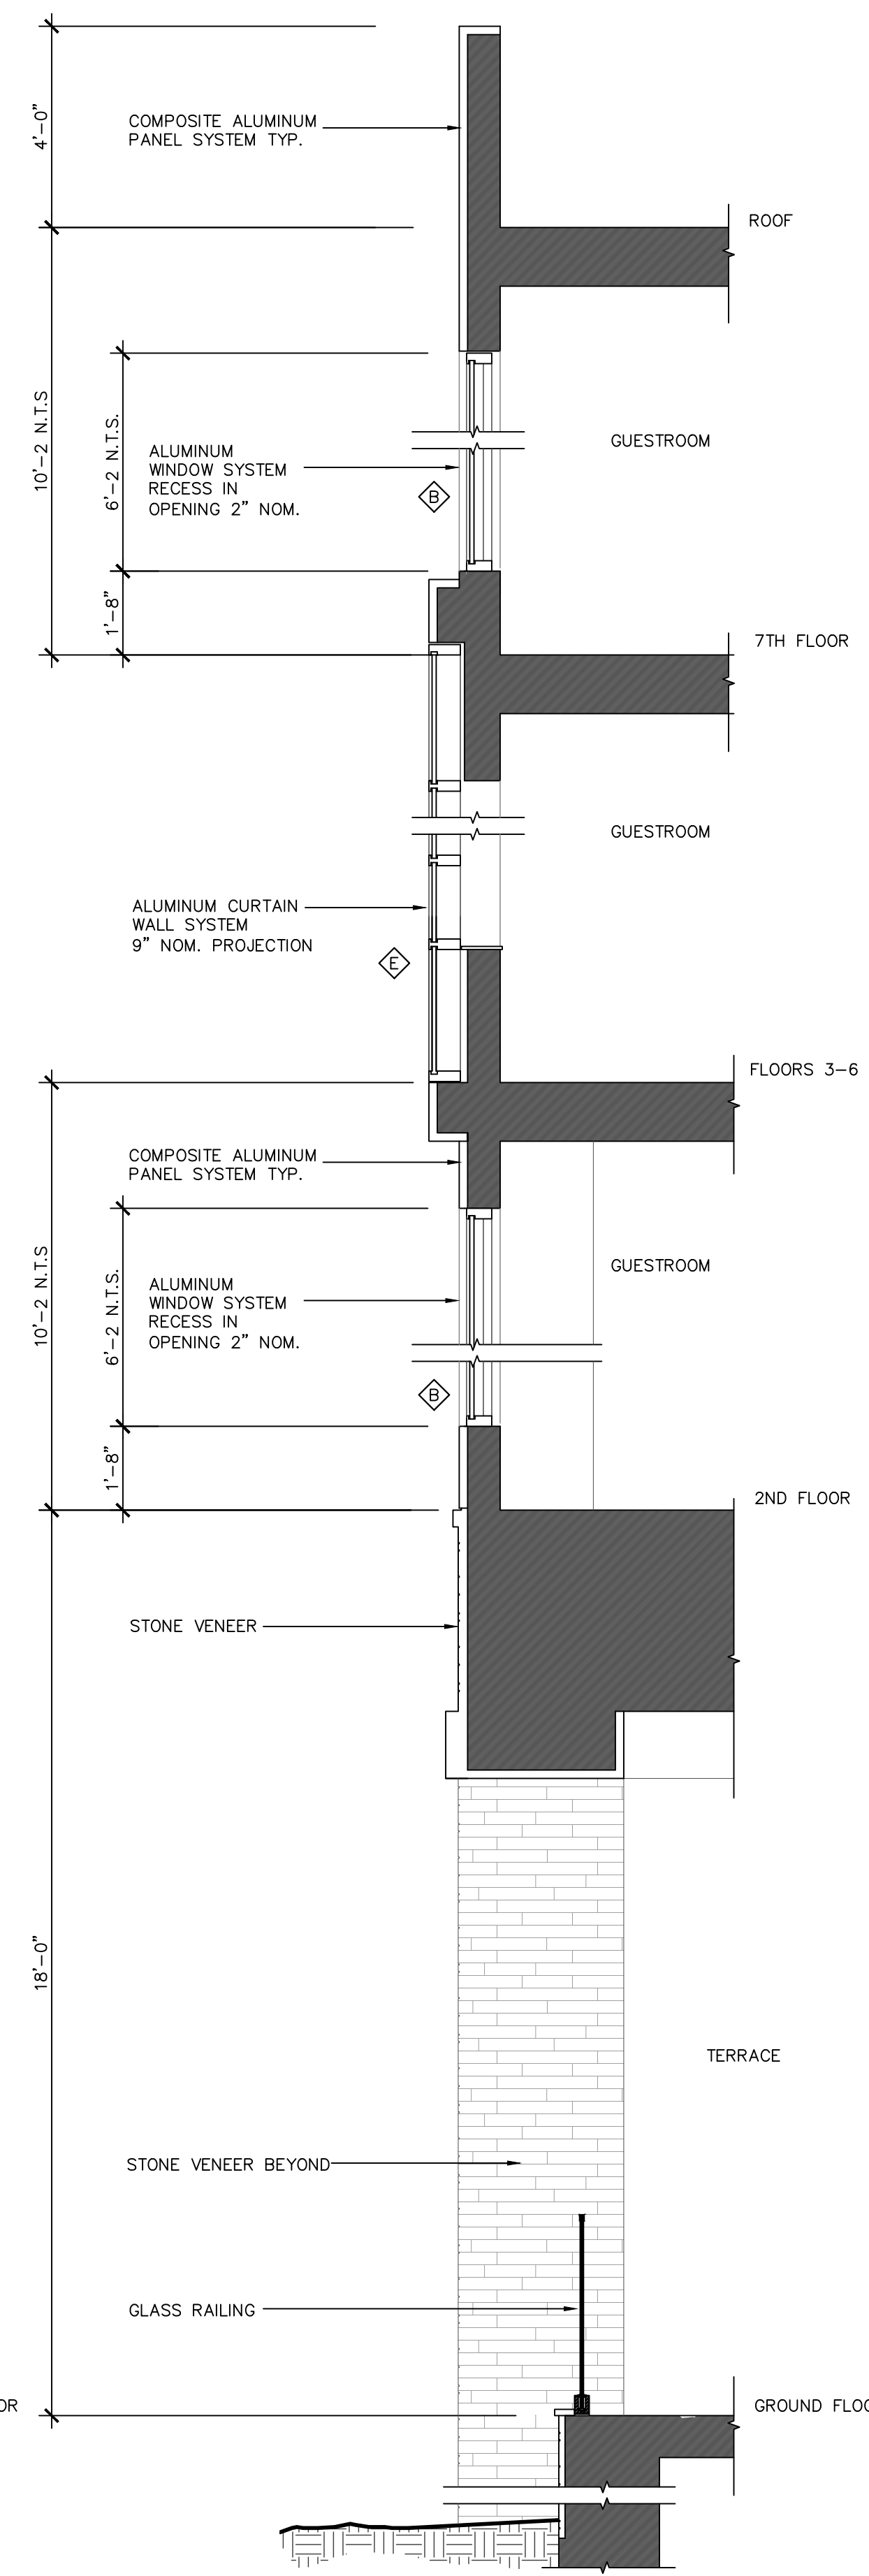 4'-0"
COMPOSITE ALUMINUM
PANEL SYSTEM TYP.
ROOF
10'-2 N.T.S
6'-2 N.T.S.
ALUMINUM
WINDOW SYSTEM
RECESS IN
OPENING 2" NOM.
B
GUESTROOM
1'-8"
7TH FLOOR
GUESTROOM
ALUMINUM CURTAIN
WALL SYSTEM
9" NOM. PROJECTION
E
FLOORS 3-6
COMPOSITE ALUMINUM
PANEL SYSTEM TYP.
10'-2 N.T.S
6'-2 N.T.S.
GUESTROOM
ALUMINUM
WINDOW SYSTEM
RECESS IN
OPENING 2" NOM.
B
1'-8"
2ND FLOOR
STONE VENEER
18'-0"
TERRACE
STONE VENEER BEYOND
GLASS RAILING
OR
GROUND FLOO